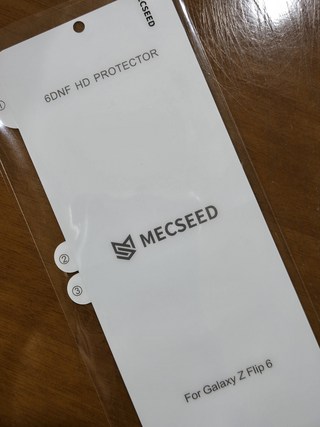 MECSEED
①
6DNF HD PROTECTOR
MECSEED
②
③
For Galaxy Z Flip 6